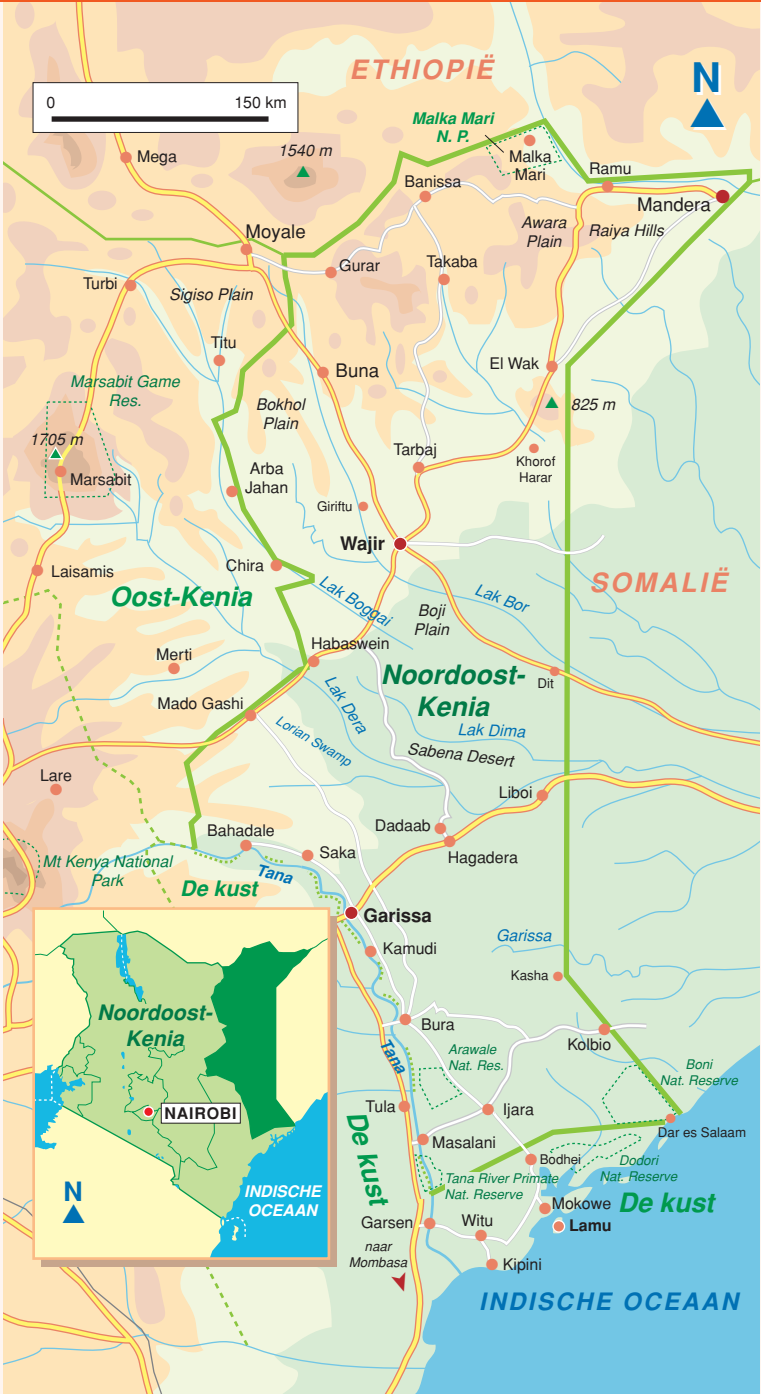 ETHIOPIË
N
0 150 km
Malka Mari
N. P.
Mega
1540 m
Malka
Mari
Ramu
Banissa
Mandera
Awara
Plain
Raiya Hills
Moyale
Gurar
Takaba
Turbi
Sigiso Plain
Titu
Buna
El Wak
Marsabit Game
Res.
Bokhol
Plain
825 m
1705 m
Marsabit
Arba
Jahan
Tarbaj
Khorof
Harar
Giriftu
Wajir
Chira
Laisamis
Oost-Kenia
SOMALIË
Lak Boggai
Lak Bor
Boji
Plain
Habaswein
Merti
Noordoost-
Kenia
Dit
Mado Gashi
Lak Dera
Lorian Swamp
Lak Dima
Sabena Desert
Lare
Liboi
Dadaab
Hagadera
Bahadale
Saka
Mt Kenya National
Park
De kust
Tana
Garissa
Kamudi
Garissa
Kasha
Noordoost-
Kenia
NAIROBI
N
INDISCHE
OCEAAN
Bura
Kolbio
Tana
Arawale
Nat. Res.
Boni
Nat. Reserve
Tula
Ijara
De kust
Dar es Salaam
Masalani
Bodhei
Dodori
Nat. Reserve
Tana River Primate
Nat. Reserve
Mokowe
De kust
Lamu
Garsen
Witu
naar
Mombasa
Kipini
INDISCHE OCEAAN